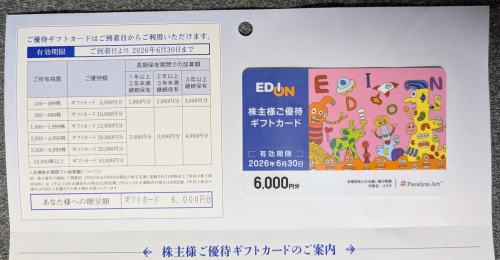 ご優待ギフトカードはご到着日からご利用いただけます。
有効期限 ご到着日より 2026年6月30日まで
ご所有株数 ご優待額 長期保有期間での加算額
1年以上 2年未満 継続保有 2年以上 3年未満 継続保有 3年以上 継続保有
100~499株 ギフトカード 3,000円分 1,000円分 2,000円分 3,000円分
500~999株 ギフトカード 10,000円分
1,000~1,999株 ギフトカード 15,000円分
2,000~4,999株 ギフトカード 20,000円分 2,000円分 3,000円分 4,000円分
5,000~9,999株 ギフトカード 25,000円分
10,000株以上 ギフトカード 50,000円分
あなた様への贈呈額 ギフトカード 6,000円分
EDION
株主様ご優待
ギフトカード
有効期限
2026年6月30日
6,000円分
EDION
Paralym Art
株主様ご優待ギフトカードのご案内